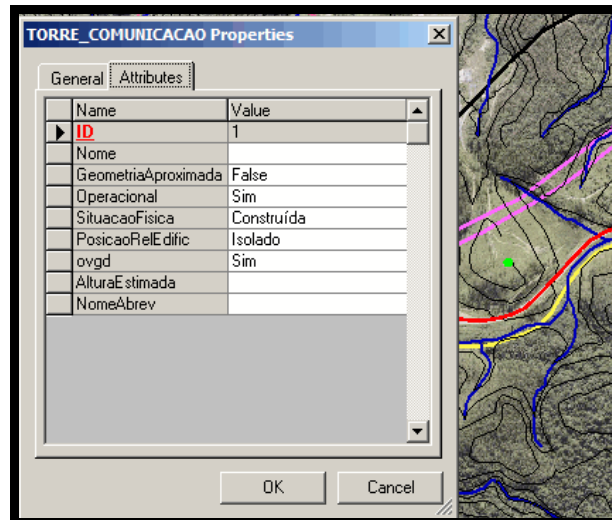 TORRE_COMUNICACAO Properties
General Attributes
Name Value
ID 1
Nome
GeometriaAproximada False
Operacional Sim
SituacaoFisica Construída
PosicaoRelEdific Isolado
ovgd Sim
AlturaEstimada
NomeAbrev
OK Cancel